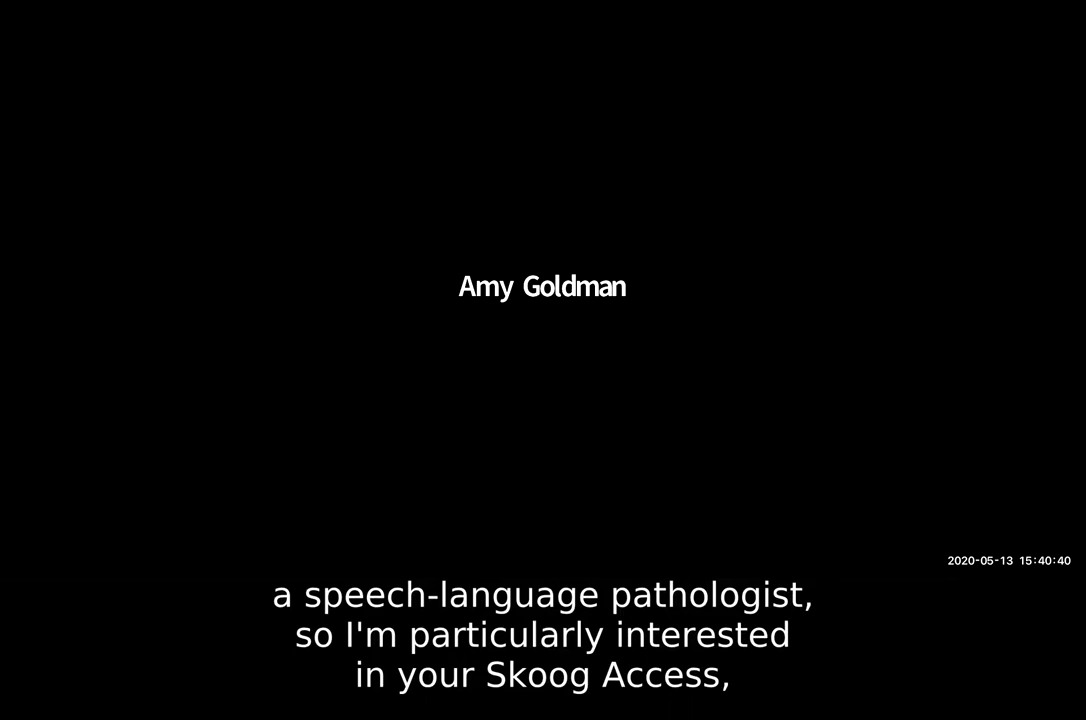 Amy Goldman
2020-05-13 15:40:40
a speech-language pathologist,
so I'm particularly interested
in your Skoog Access,